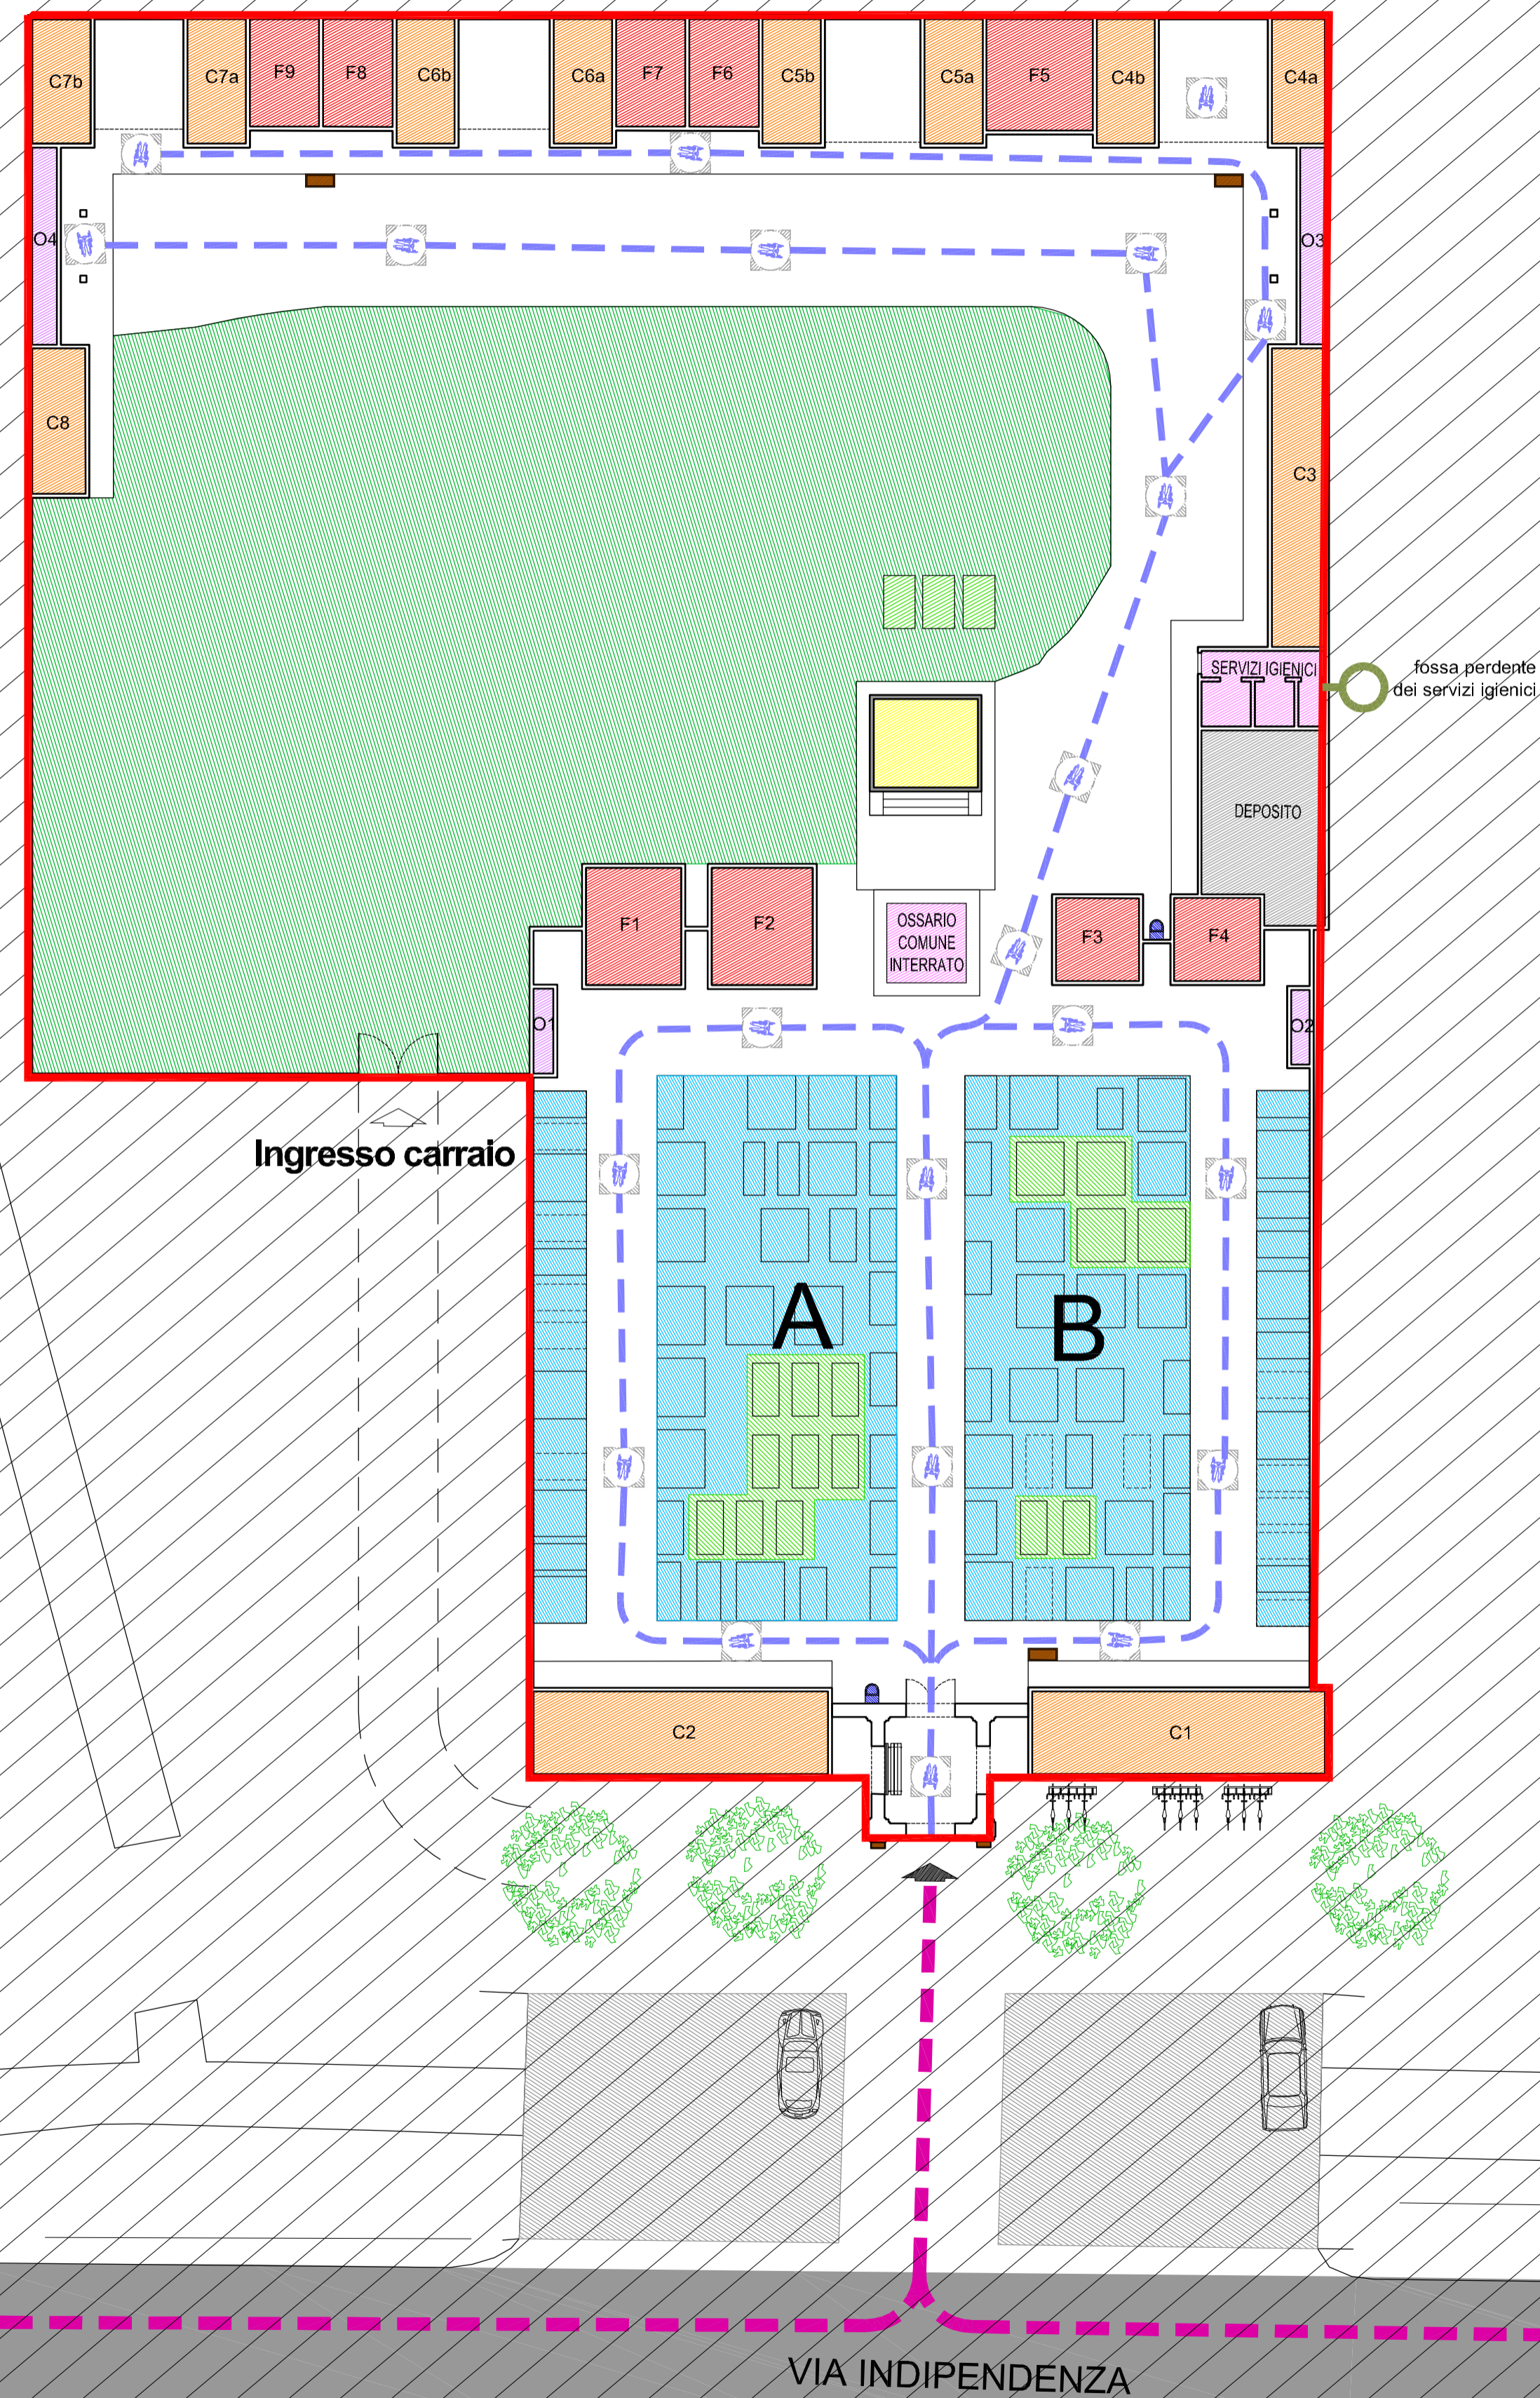 C7b
C7a
F9
F8
C6b
C6a
F7
F6
C5b
C5a
F5
C4b
C4a
O4
O3
C8
C3
SERVIZI IGIENICI
fossa perdente
dei servizi igienici
DEPOSITO
F1
F2
OSSARIO
COMUNE
INTERRATO
F3
F4
O1
O2
Ingresso carraio
A
B
C2
C1
VIA INDIPENDENZA